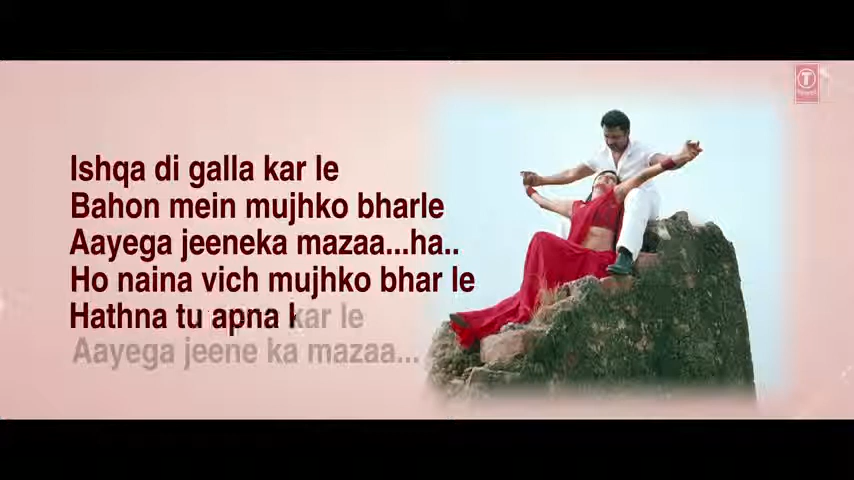 Ishqa di galla kar le
Bahon mein mujhko bharle
Aayega jeeneka mazaa...ha..
Ho naina vich mujhko bhar le
Hathna tu apna kar le
Aayega jeene ka mazaa...